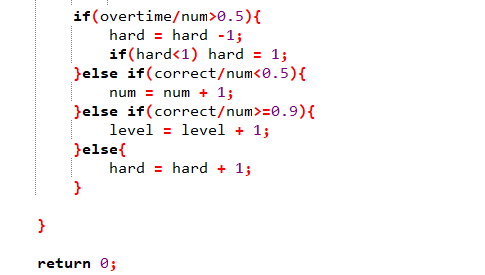 if(overtime/num>0.5){
hard = hard -1;
if(hard<1) hard = 1;
}else if(correct/num<0.5){
num = num + 1;
}else if(correct/num>=0.9){
level = level + 1;
}else{
hard = hard + 1;
}
}
return 0;